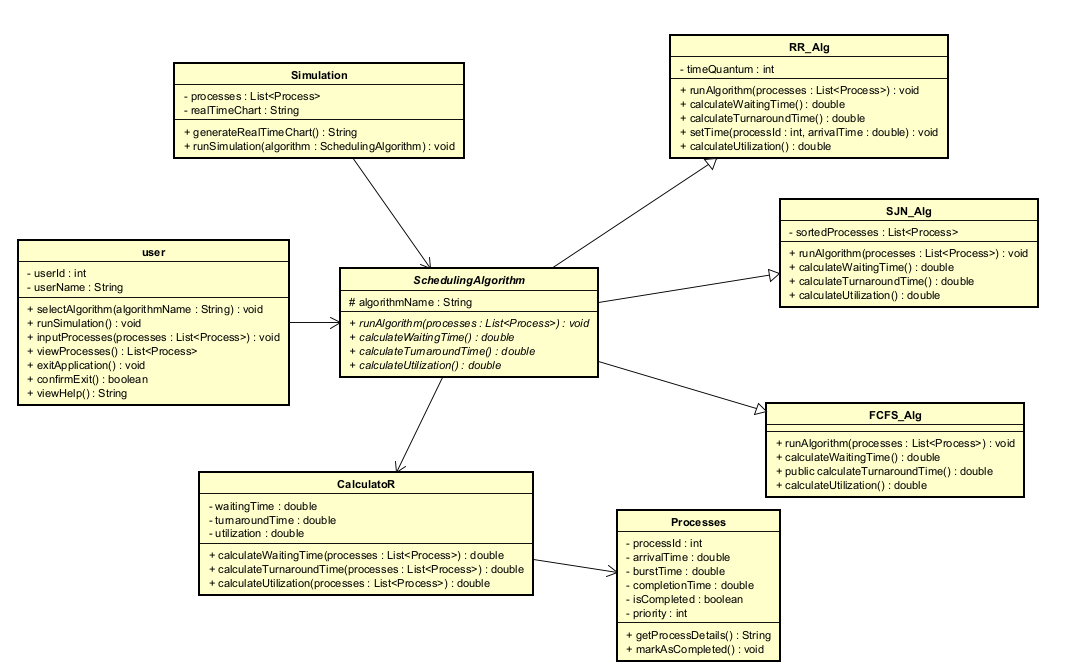 RR_Alg
- timeQuantum : int
+ runAlgorithm(processes : List<Process>) : void
+ calculateWaitingTime() : double
+ calculateTurnaroundTime() : double
+ setTime(processId : int, arrivalTime : double) : void
+ calculateUtilization() : double
Simulation
- processes : List<Process>
- realTimeChart : String
+ generateRealTimeChart() : String
+ runSimulation(algorithm : SchedulingAlgorithm) : void
SJN_Alg
- sortedProcesses : List<Process>
+ runAlgorithm(processes : List<Process>) : void
+ calculateWaitingTime() : double
+ calculateTurnaroundTime() : double
+ calculateUtilization() : double
user
- userId : int
- userName : String
+ selectAlgorithm(algorithmName : String) : void
+ runSimulation() : void
+ inputProcesses(processes : List<Process>) : void
+ viewProcesses() : List<Process>
+ exitApplication() : void
+ confirmExit() : boolean
+ viewHelp() : String
SchedulingAlgorithm
# algorithmName : String
+ runAlgorithm(processes : List<Process>) : void
+ calculateWaitingTime() : double
+ calculateTurnaroundTime() : double
+ calculateUtilization() : double
FCFS_Alg
+ runAlgorithm(processes : List<Process>) : void
+ calculateWaitingTime() : double
+ public calculateTurnaroundTime() : double
+ calculateUtilization() : double
CalculatoR
- waitingTime : double
- turnaroundTime : double
- utilization : double
+ calculateWaitingTime(processes : List<Process>) : double
+ calculateTurnaroundTime(processes : List<Process>) : double
+ calculateUtilization(processes : List<Process>) : double
Processes
- processId : int
- arrivalTime : double
- burstTime : double
- completionTime : double
- isCompleted : boolean
- priority : int
+ getProcessDetails() : String
+ markAsCompleted() : void